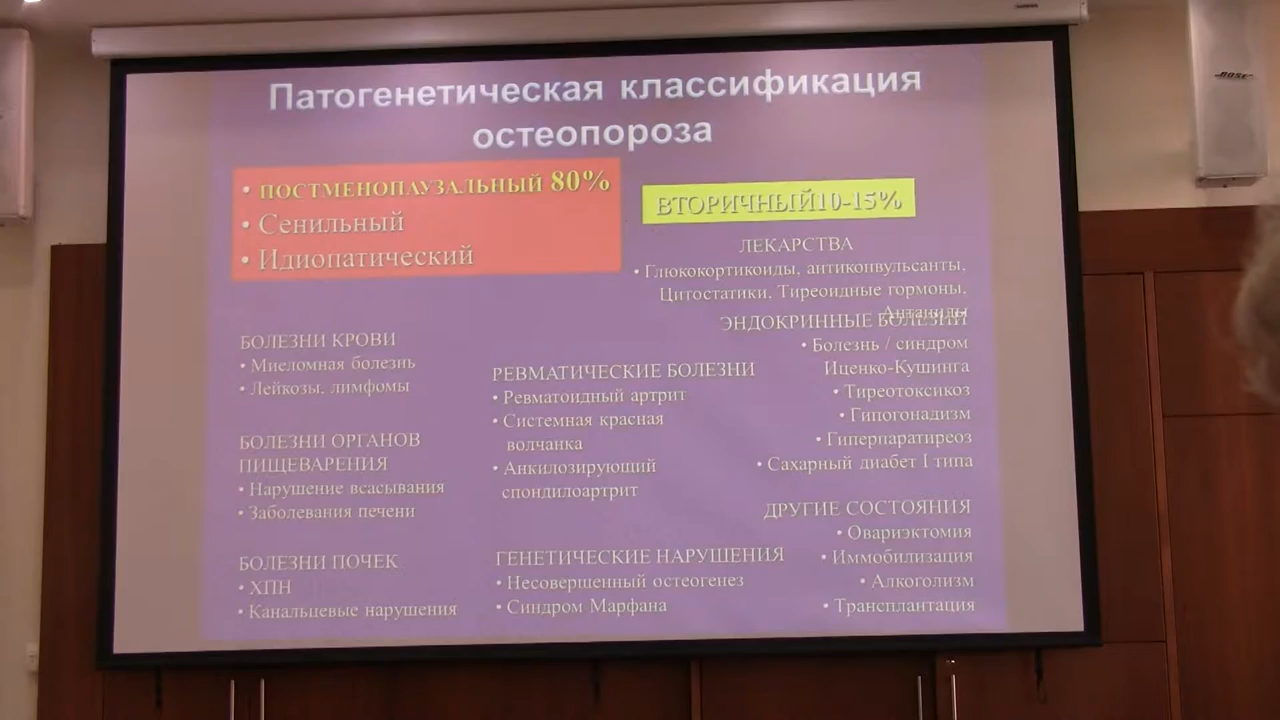 Патогенетическая классификация
остеопороза
• ПОСТМЕНОПАУЗАЛЬНЫЙ 80%
• Сенильный
• Идиопатический
ВТОРИЧНЫЙ10-15%
ЛЕКАРСТВА
• Глюкокортикоиды, антиконвульсанты,
Цитостатики, Тиреоидные гормоны,
Антациды
ЭНДОКРИННЫЕ БОЛЕЗНИ
• Болезнь / синдром
Иценко-Кушинга
• Тиреотоксикоз
• Гипогонадизм
• Гиперпаратиреоз
• Сахарный диабет I типа
ДРУГИЕ СОСТОЯНИЯ
• Овариэктомия
• Иммобилизация
• Алкоголизм
• Трансплантация
БОЛЕЗНИ КРОВИ
• Миеломная болезнь
• Лейкозы, лимфомы
БОЛЕЗНИ ОРГАНОВ
ПИЩЕВАРЕНИЯ
• Нарушение всасывания
• Заболевания печени
БОЛЕЗНИ ПОЧЕК
• ХПН
• Канальцевые нарушения
РЕВМАТИЧЕСКИЕ БОЛЕЗНИ
• Ревматоидный артрит
• Системная красная
волчанка
• Анкилозирующий
спондилоартрит
ГЕНЕТИЧЕСКИЕ НАРУШЕНИЯ
• Несовершенный остеогенез
• Синдром Марфана
BOSE